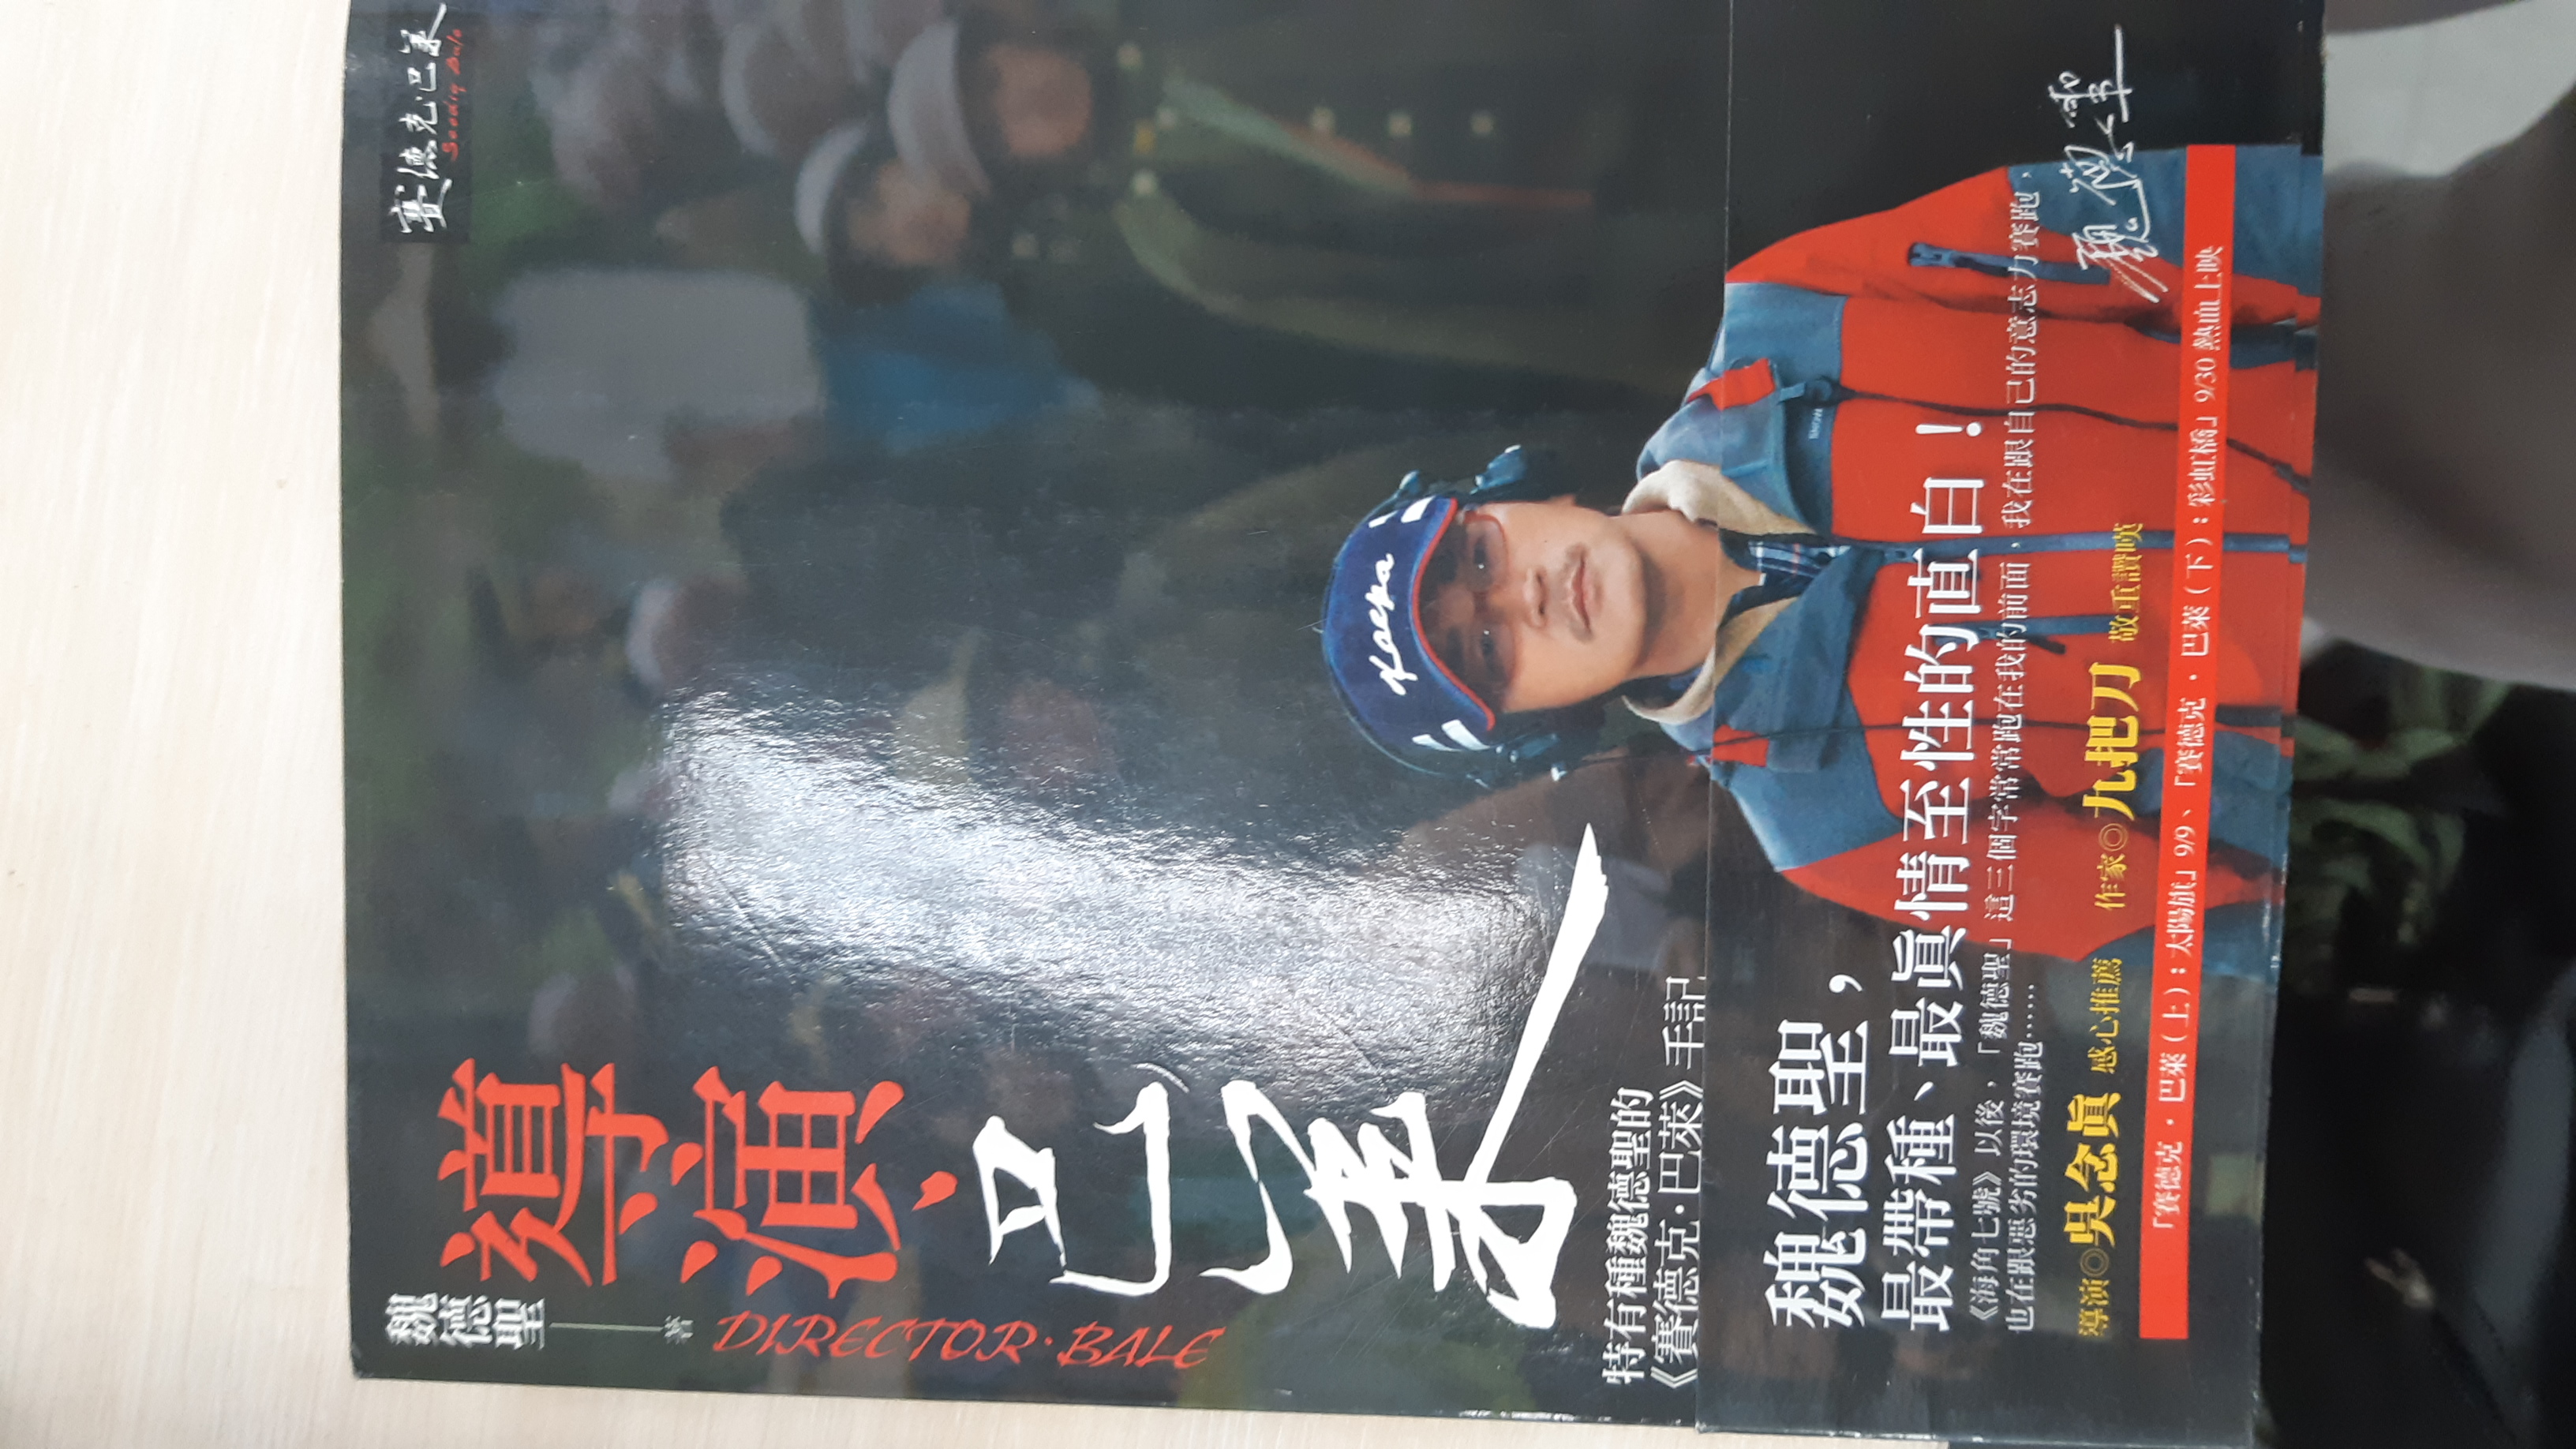 賽德克·巴萊
Seediq Bale
魏德聖 著
導演·巴萊
DIRECTOR·BALE
Kaepa
特有種魏德聖的
《賽德克·巴萊》手記
SNOW
魏德聖，
最帶種、最真情至性的直白！
《海角七號》以後，「魏德聖」這三個字常常跑在我的前面，我在跟自己的意志力賽跑，
也在跟惡劣的環境賽跑……
魏德聖
導演◎吳念真 感心推薦 作家◎九把刀 敬重讚嘆
「賽德克·巴萊（上）：太陽旗」9/9、「賽德克·巴萊（下）：彩虹橋」9/30 熱血上映